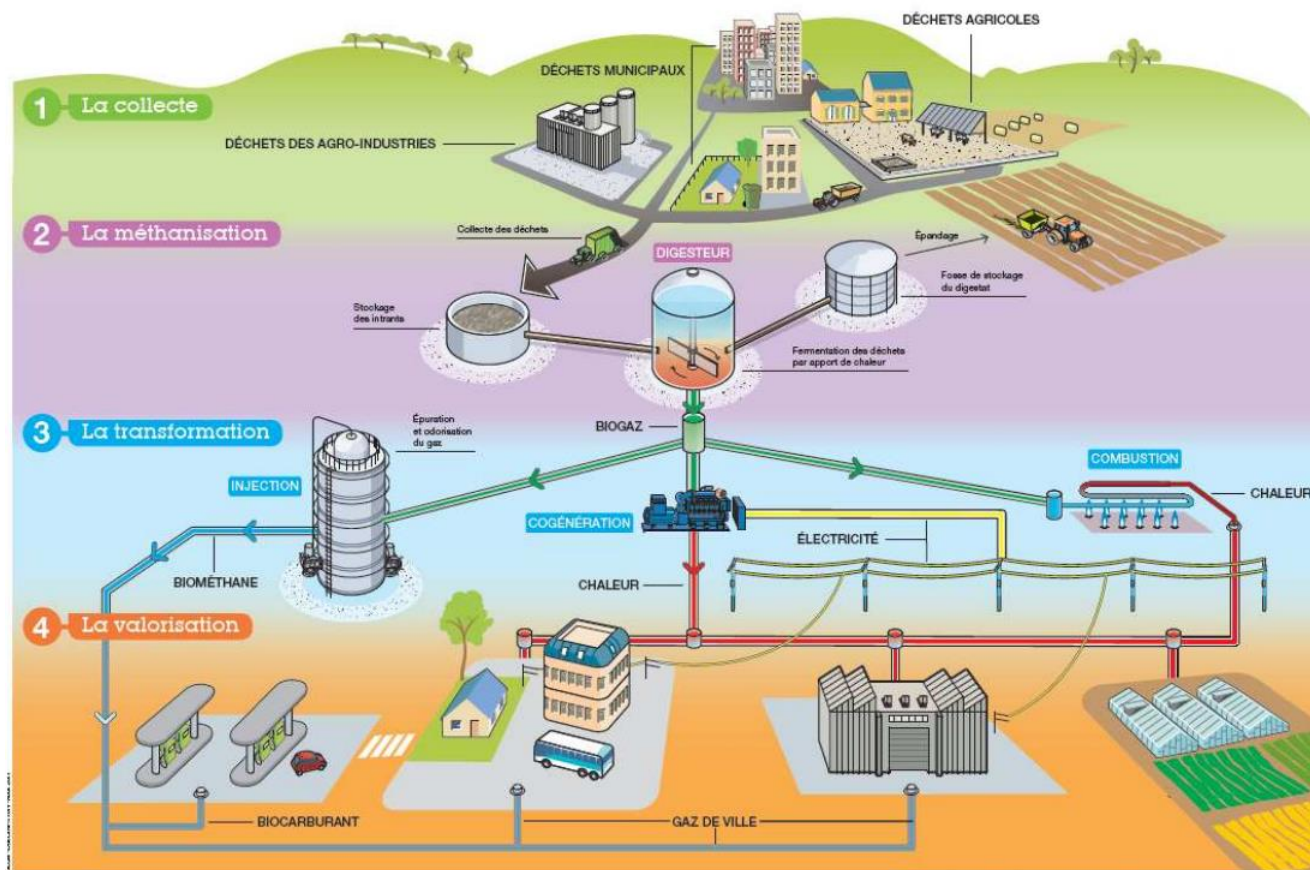 DÉCHETS AGRICOLES
DÉCHETS MUNICIPAUX
1 La collecte
DÉCHETS DES AGRO-INDUSTRIES
2 La méthanisation
Collecte des déchets
DIGESTEUR
Épandage
Fosse de stockage
du digestat
Stockage
des intrants
Fermentation des déchets
par apport de chaleur
3 La transformation
Épuration
et odorisation
du gaz
BIOGAZ
COMBUSTION
INJECTION
CHALEUR
COGÉNÉRATION
ÉLECTRICITÉ
BIOMÉTHANE
CHALEUR
4 La valorisation
BIOCARBURANT
GAZ DE VILLE